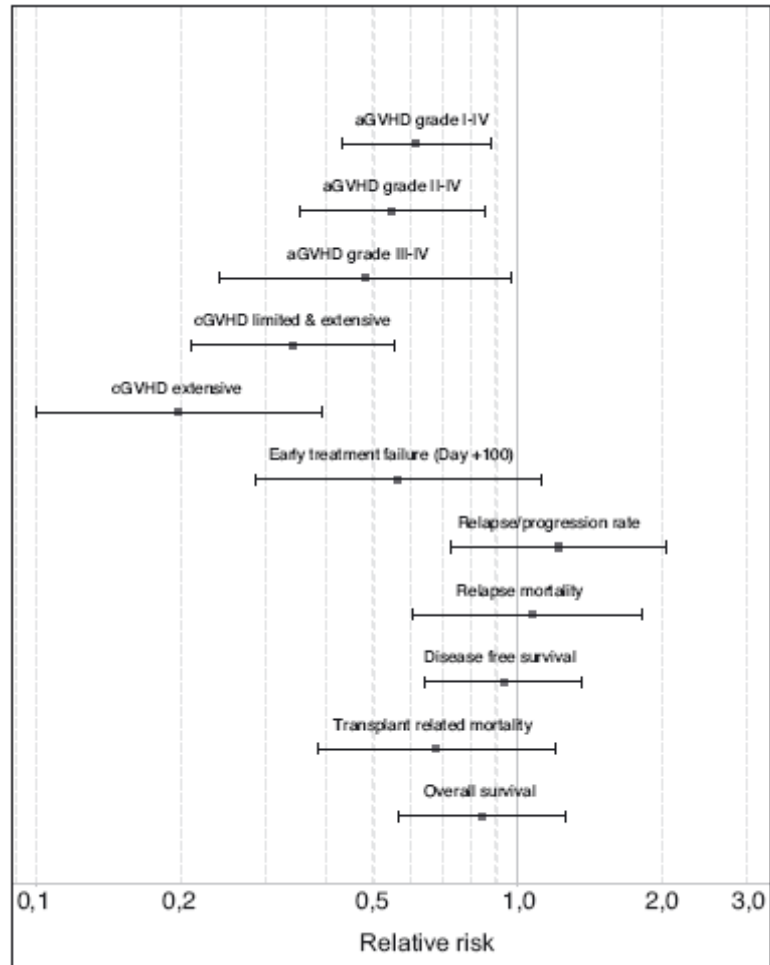 aGVHD grade I-IV
aGVHD grade II-IV
aGVHD grade III-IV
cGVHD limited & extensive
cGVHD extensive
Early treatment failure (Day +100)
Relapse/progression rate
Relapse mortality
Disease free survival
Transplant related mortality
Overall survival
0,1 0,2 0,5 1,0 2,0 3,0
Relative risk